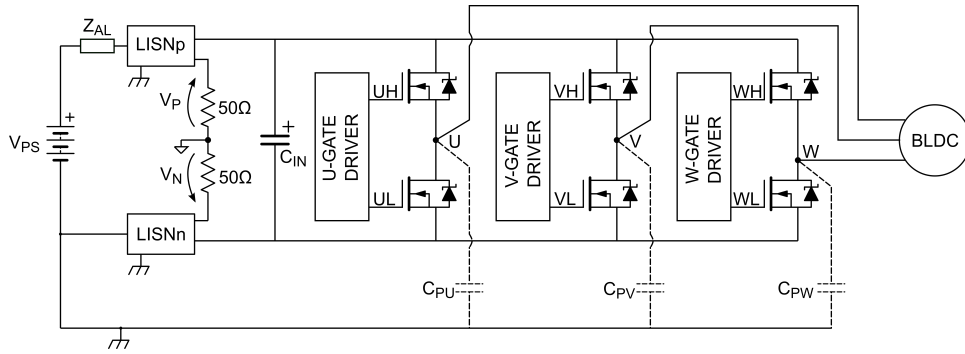 Z_AL
LISNp
V_P
50Ω
V_PS
+
V_N
50Ω
LISNn
+
C_IN
U-GATE
DRIVER
UH
UL
U
V-GATE
DRIVER
VH
VL
V
W-GATE
DRIVER
WH
WL
W
BLDC
C_PU
C_PV
C_PW